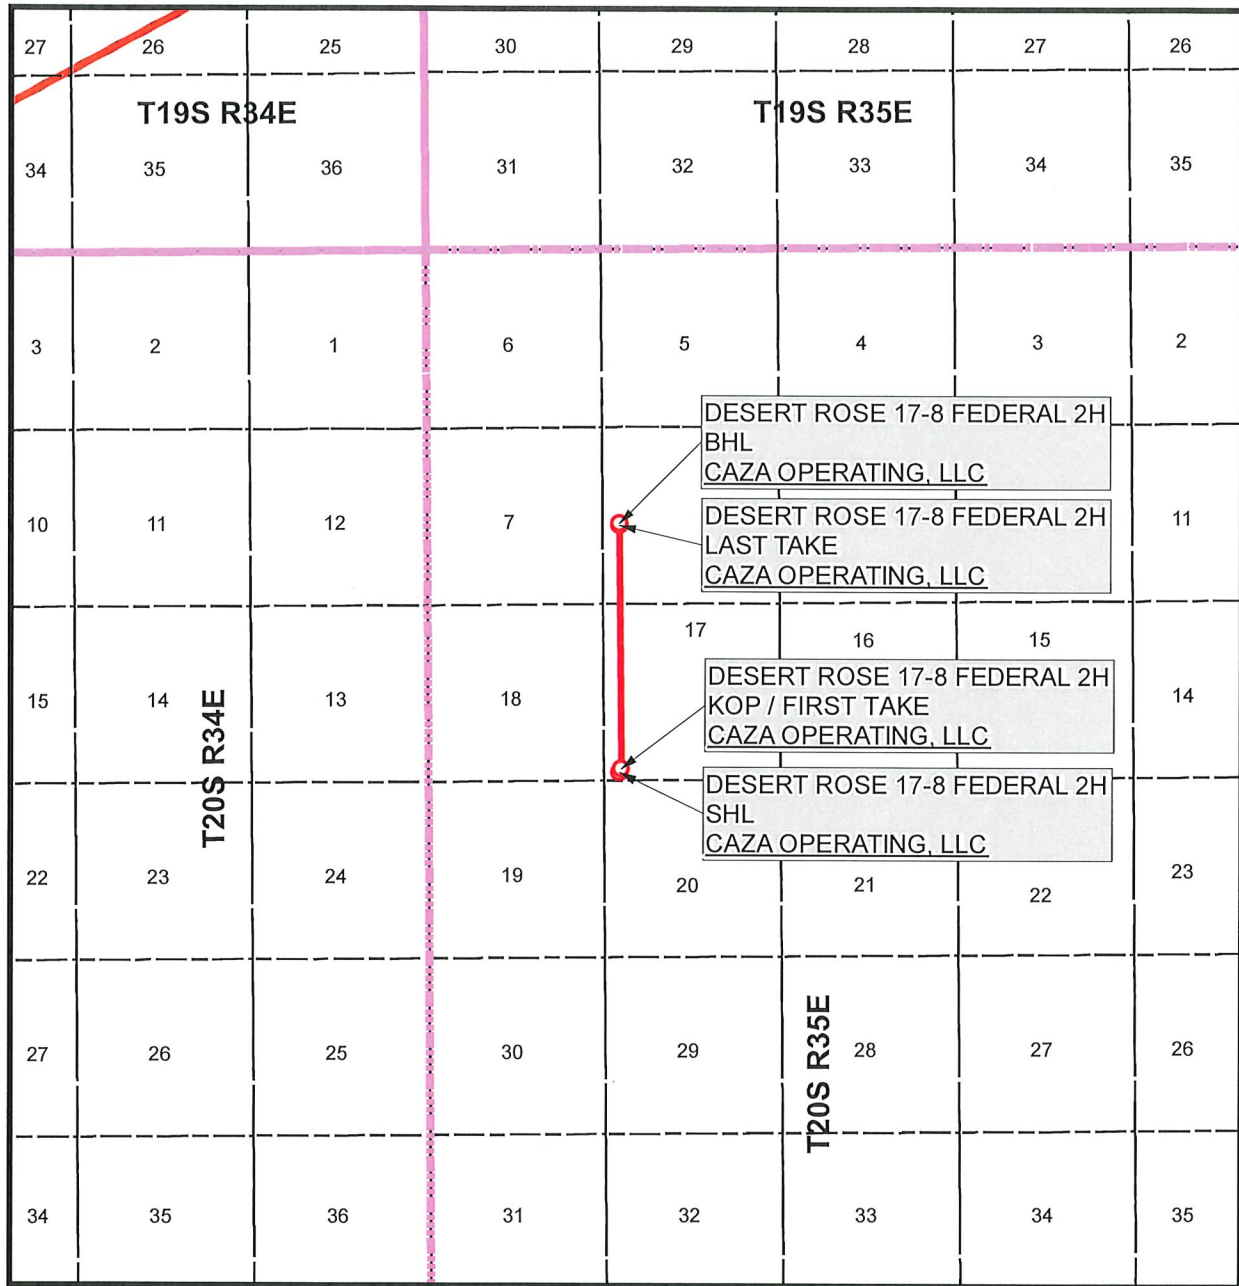 27 26 25 30 29 28 27 26
T19S R34E T19S R35E
34 35 36 31 32 33 34 35
3 2 1 6 5 4 3 2
DESERT ROSE 17-8 FEDERAL 2H
BHL
CAZA OPERATING, LLC
DESERT ROSE 17-8 FEDERAL 2H
LAST TAKE
CAZA OPERATING, LLC
10 11 12 7 11
17 16 15
DESERT ROSE 17-8 FEDERAL 2H
KOP / FIRST TAKE
CAZA OPERATING, LLC
15 14 13 18 14
T20S R34E
DESERT ROSE 17-8 FEDERAL 2H
SHL
CAZA OPERATING, LLC
22 23 24 19 20 21 22 23
T20S R35E
27 26 25 30 29 28 27 26
34 35 36 31 32 33 34 35